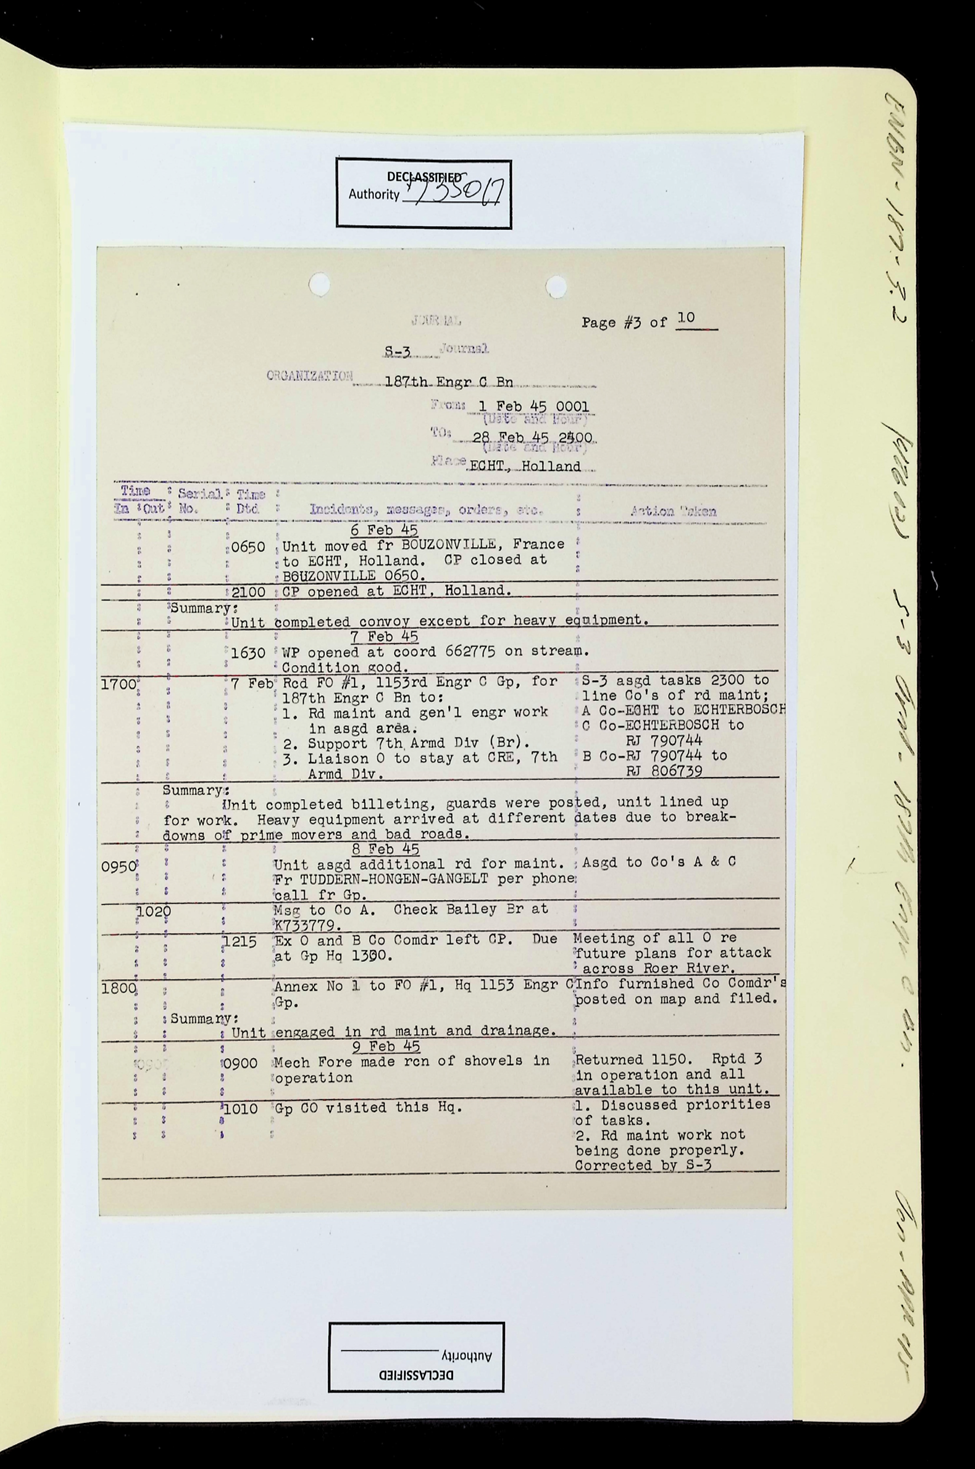 DECLASSIFIED
Authority 735017
JOURNAL
Page #3 of 10
S-3 Journal
ORGANIZATION 187th Engr C Bn
From: 1 Feb 45 0001
(Date and Hour)
TO: 28 Feb 45 2400
(Date and Hour)
Place ECHT, Holland
Time : Serial : Time :
In : Out : No. : Dtd. : Incidents, messages, orders, etc. : Action Taken
6 Feb 45
0650 Unit moved fr BOUZONVILLE, France
to ECHT, Holland. CP closed at
BOUZONVILLE 0650.
2100 CP opened at ECHT, Holland.
Summary:
Unit completed convoy except for heavy equipment.
7 Feb 45
1630 WP opened at coord 662775 on stream.
Condition good.
1700 7 Feb Rcd FO #1, 1153rd Engr C Gp, for S-3 asgd tasks 2300 to
187th Engr C Bn to: line Co's of rd maint;
1. Rd maint and gen'l engr work A Co-ECHT to ECHTERBOSCH
in asgd area. C Co-ECHTERBOSCH to
2. Support 7th Armd Div (Br). RJ 790744
3. Liaison O to stay at CRE, 7th B Co-RJ 790744 to
Armd Div. RJ 806739
Summary:
Unit completed billeting, guards were posted, unit lined up
for work. Heavy equipment arrived at different dates due to break-
downs of prime movers and bad roads.
8 Feb 45
0950 Unit asgd additional rd for maint. Asgd to Co's A & C
Fr TUDDERN-HONGEN-GANGELT per phone
call fr Gp.
1020 Msg to Co A. Check Bailey Br at
K733779.
1215 Ex O and B Co Comdr left CP. Due Meeting of all O re
at Gp Hq 1300. future plans for attack
across Roer River.
1800 Annex No 1 to FO #1, Hq 1153 Engr C Info furnished Co Comdr's
Gp. posted on map and filed.
Summary:
Unit engaged in rd maint and drainage.
9 Feb 45
0900 0900 Mech Fore made rcn of shovels in Returned 1150. Rptd 3
operation in operation and all
available to this unit.
1010 Gp CO visited this Hq. 1. Discussed priorities
of tasks.
2. Rd maint work not
being done properly.
Corrected by S-3
DECLASSIFIED
Authority
ENBN-187-3.2
S-3 Jrnl - 187th Engr C Bn.
Jan-Apr 45